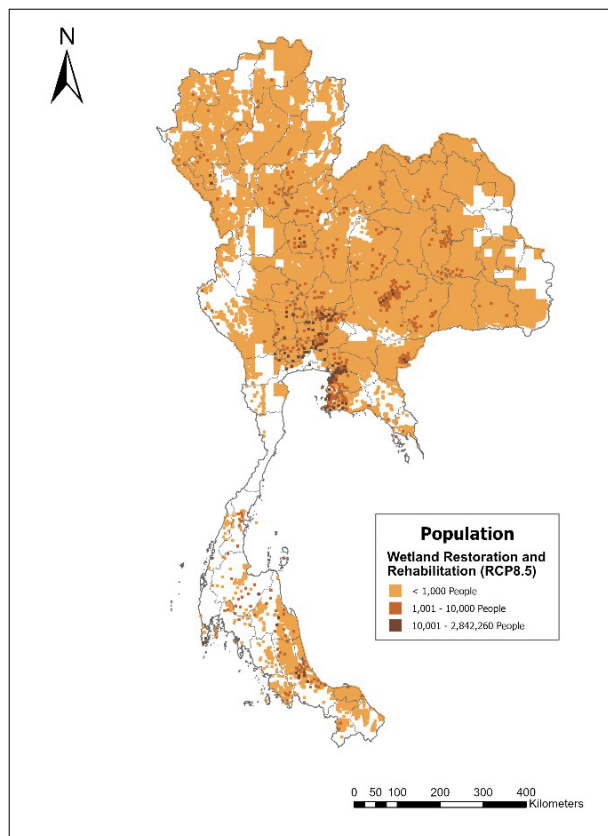 N
Population
Wetland Restoration and
Rehabilitation (RCP8.5)
< 1,000 People
1,001 - 10,000 People
10,001 - 2,842,260 People
0 50 100 200 300 400
Kilometers